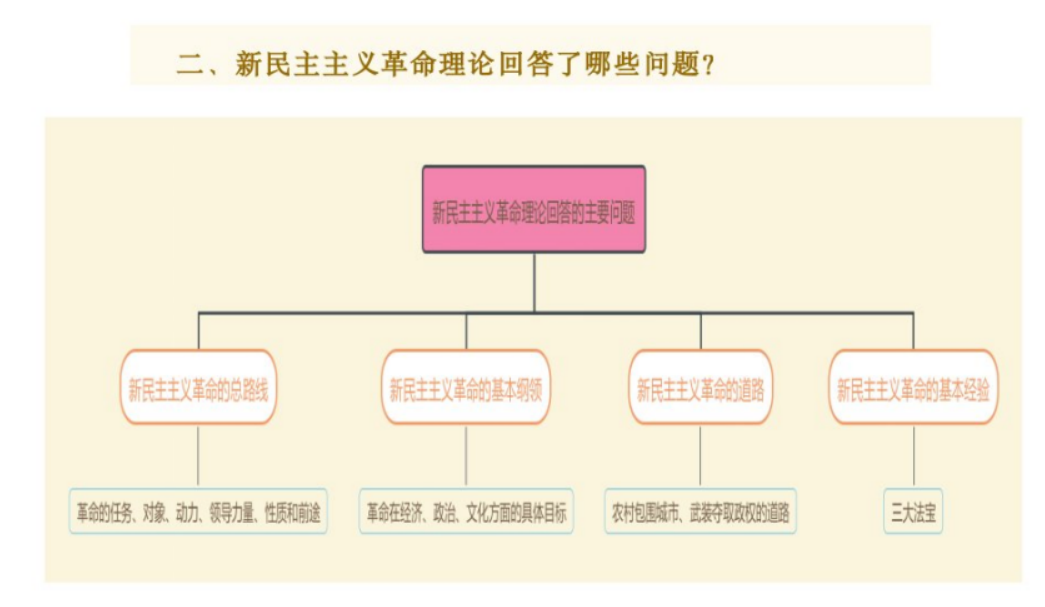 二、新民主主义革命理论回答了哪些问题?
新民主主义革命理论回答的主要问题
新民主主义革命的总路线
新民主主义革命的基本纲领
新民主主义革命的道路
新民主主义革命的基本经验
革命的任务、对象、动力、领导力量、性质和前途
革命在经济、政治、文化方面的具体目标
农村包围城市、武装夺取政权的道路
三大法宝